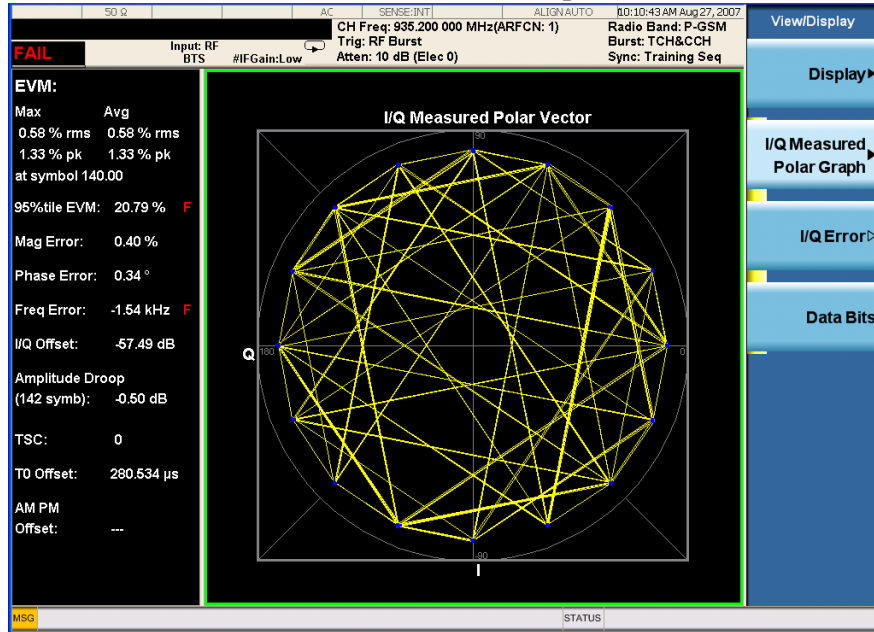 50 Ω AC SENSE:INT ALIGN AUTO 10:10:43 AM Aug 27, 2007
CH Freq: 935.200 000 MHz(ARFCN: 1) Radio Band: P-GSM
FAIL Input: RF Trig: RF Burst Burst: TCH&CCH
BTS #IFGain:Low Atten: 10 dB (Elec 0) Sync: Training Seq
EVM:
Max Avg
0.58 % rms 0.58 % rms
1.33 % pk 1.33 % pk
at symbol 140.00
95%tile EVM: 20.79 % F
Mag Error: 0.40 %
Phase Error: 0.34 °
Freq Error: -1.54 kHz F
I/Q Offset: -57.49 dB
Amplitude Droop
(142 symb): -0.50 dB
TSC: 0
T0 Offset: 280.534 µs
AM PM
Offset: ---
I/Q Measured Polar Vector
90
Q 180 0
-90
I
View/Display
Display
I/Q Measured
Polar Graph
I/Q Error
Data Bits
MSG STATUS